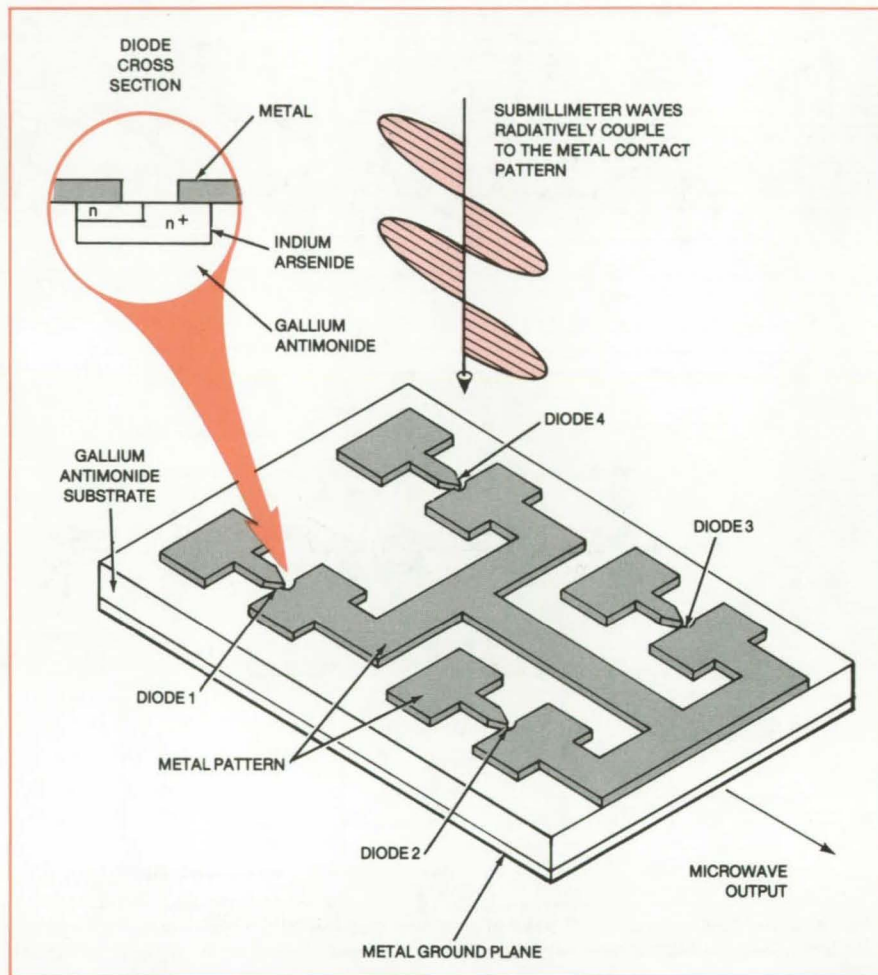 DIODE
CROSS
SECTION
METAL
SUBMILLIMETER WAVES
RADIATIVELY COUPLE
TO THE METAL CONTACT
PATTERN
n
n+
INDIUM
ARSENIDE
GALLIUM
ANTIMONIDE
DIODE 4
GALLIUM
ANTIMONIDE
SUBSTRATE
DIODE 3
DIODE 1
METAL PATTERN
DIODE 2
MICROWAVE
OUTPUT
METAL GROUND PLANE